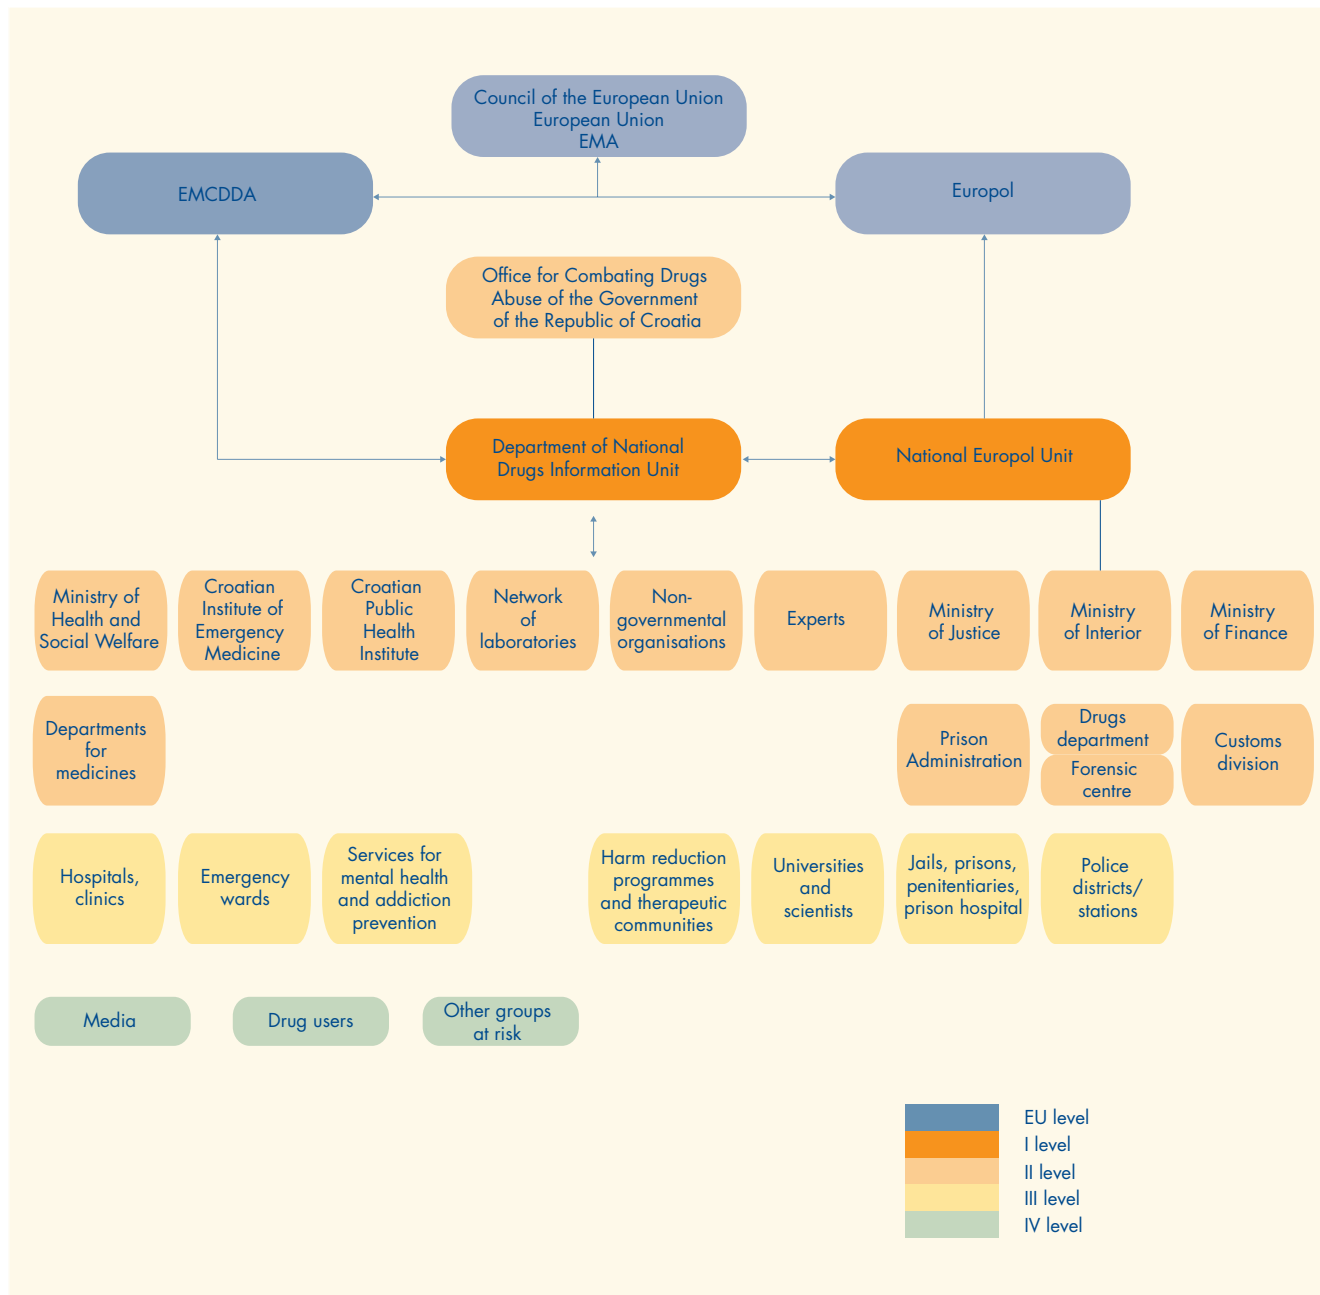 Council of the European Union
European Union
EMA
EMCDDA
Europol
Office for Combating Drugs
Abuse of the Government
of the Republic of Croatia
Department of National
Drugs Information Unit
National Europol Unit
Ministry of
Health and
Social Welfare
Croatian
Institute of
Emergency
Medicine
Croatian
Public
Health
Institute
Network
of
laboratories
Non-
governmental
organisations
Experts
Ministry
of Justice
Ministry
of Interior
Ministry
of Finance
Departments
for
medicines
Prison
Administration
Drugs
department
Forensic
centre
Customs
division
Hospitals,
clinics
Emergency
wards
Services for
mental health
and addiction
prevention
Harm reduction
programmes
and therapeutic
communities
Universities
and
scientists
Jails, prisons,
penitentiaries,
prison hospital
Police
districts/
stations
Media
Drug users
Other groups
at risk
EU level
I level
II level
III level
IV level